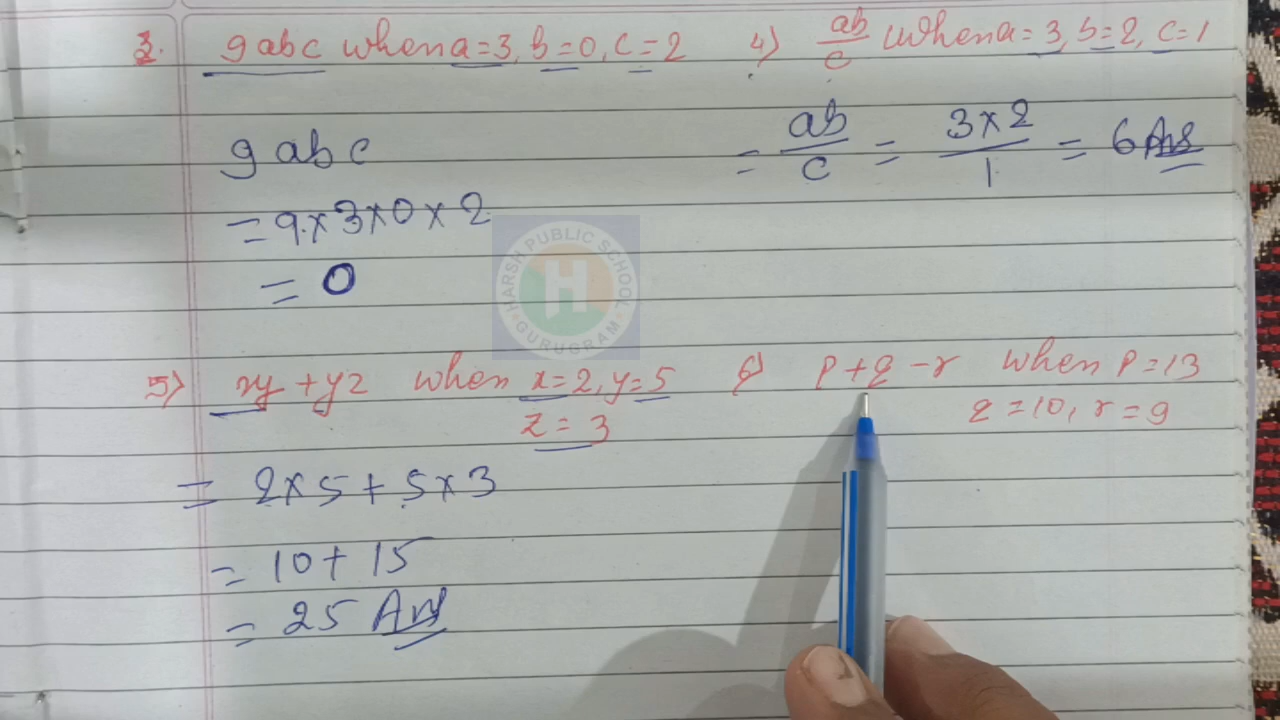 3. 9abc when a=3, b=0, c=2
9abc
=9×3×0×2
= 0
4) ab/c when a=3, b=2, c=1
= ab/c = 3×2/1 = 6 Ans
HARSH PUBLIC SCHOOL
H
GURUGRAM
5) xy+yz when x=2, y=5
z=3
= 2×5+5×3
= 10+15
= 25 Ans
6) p+q-r when p=13
q=10, r=9